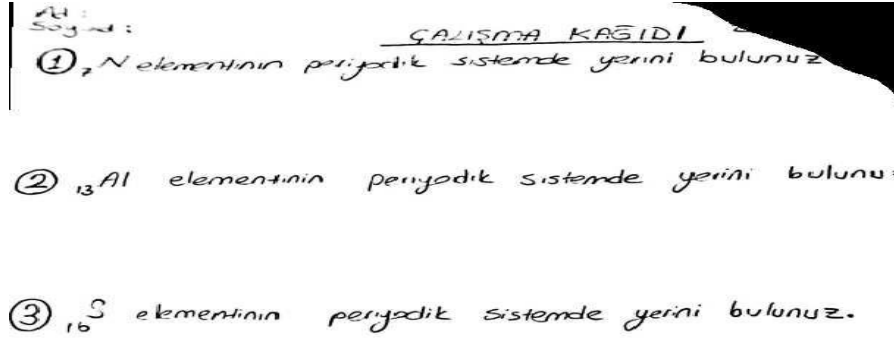 Ad :
Soyad :
ÇALIŞMA KAĞIDI
① ₇N elementinin periyodik sistemde yerini bulunuz
② ₁₃Al elementinin periyodik sistemde yerini bulunu
③ ₁₆S elementinin periyodik sistemde yerini bulunuz.